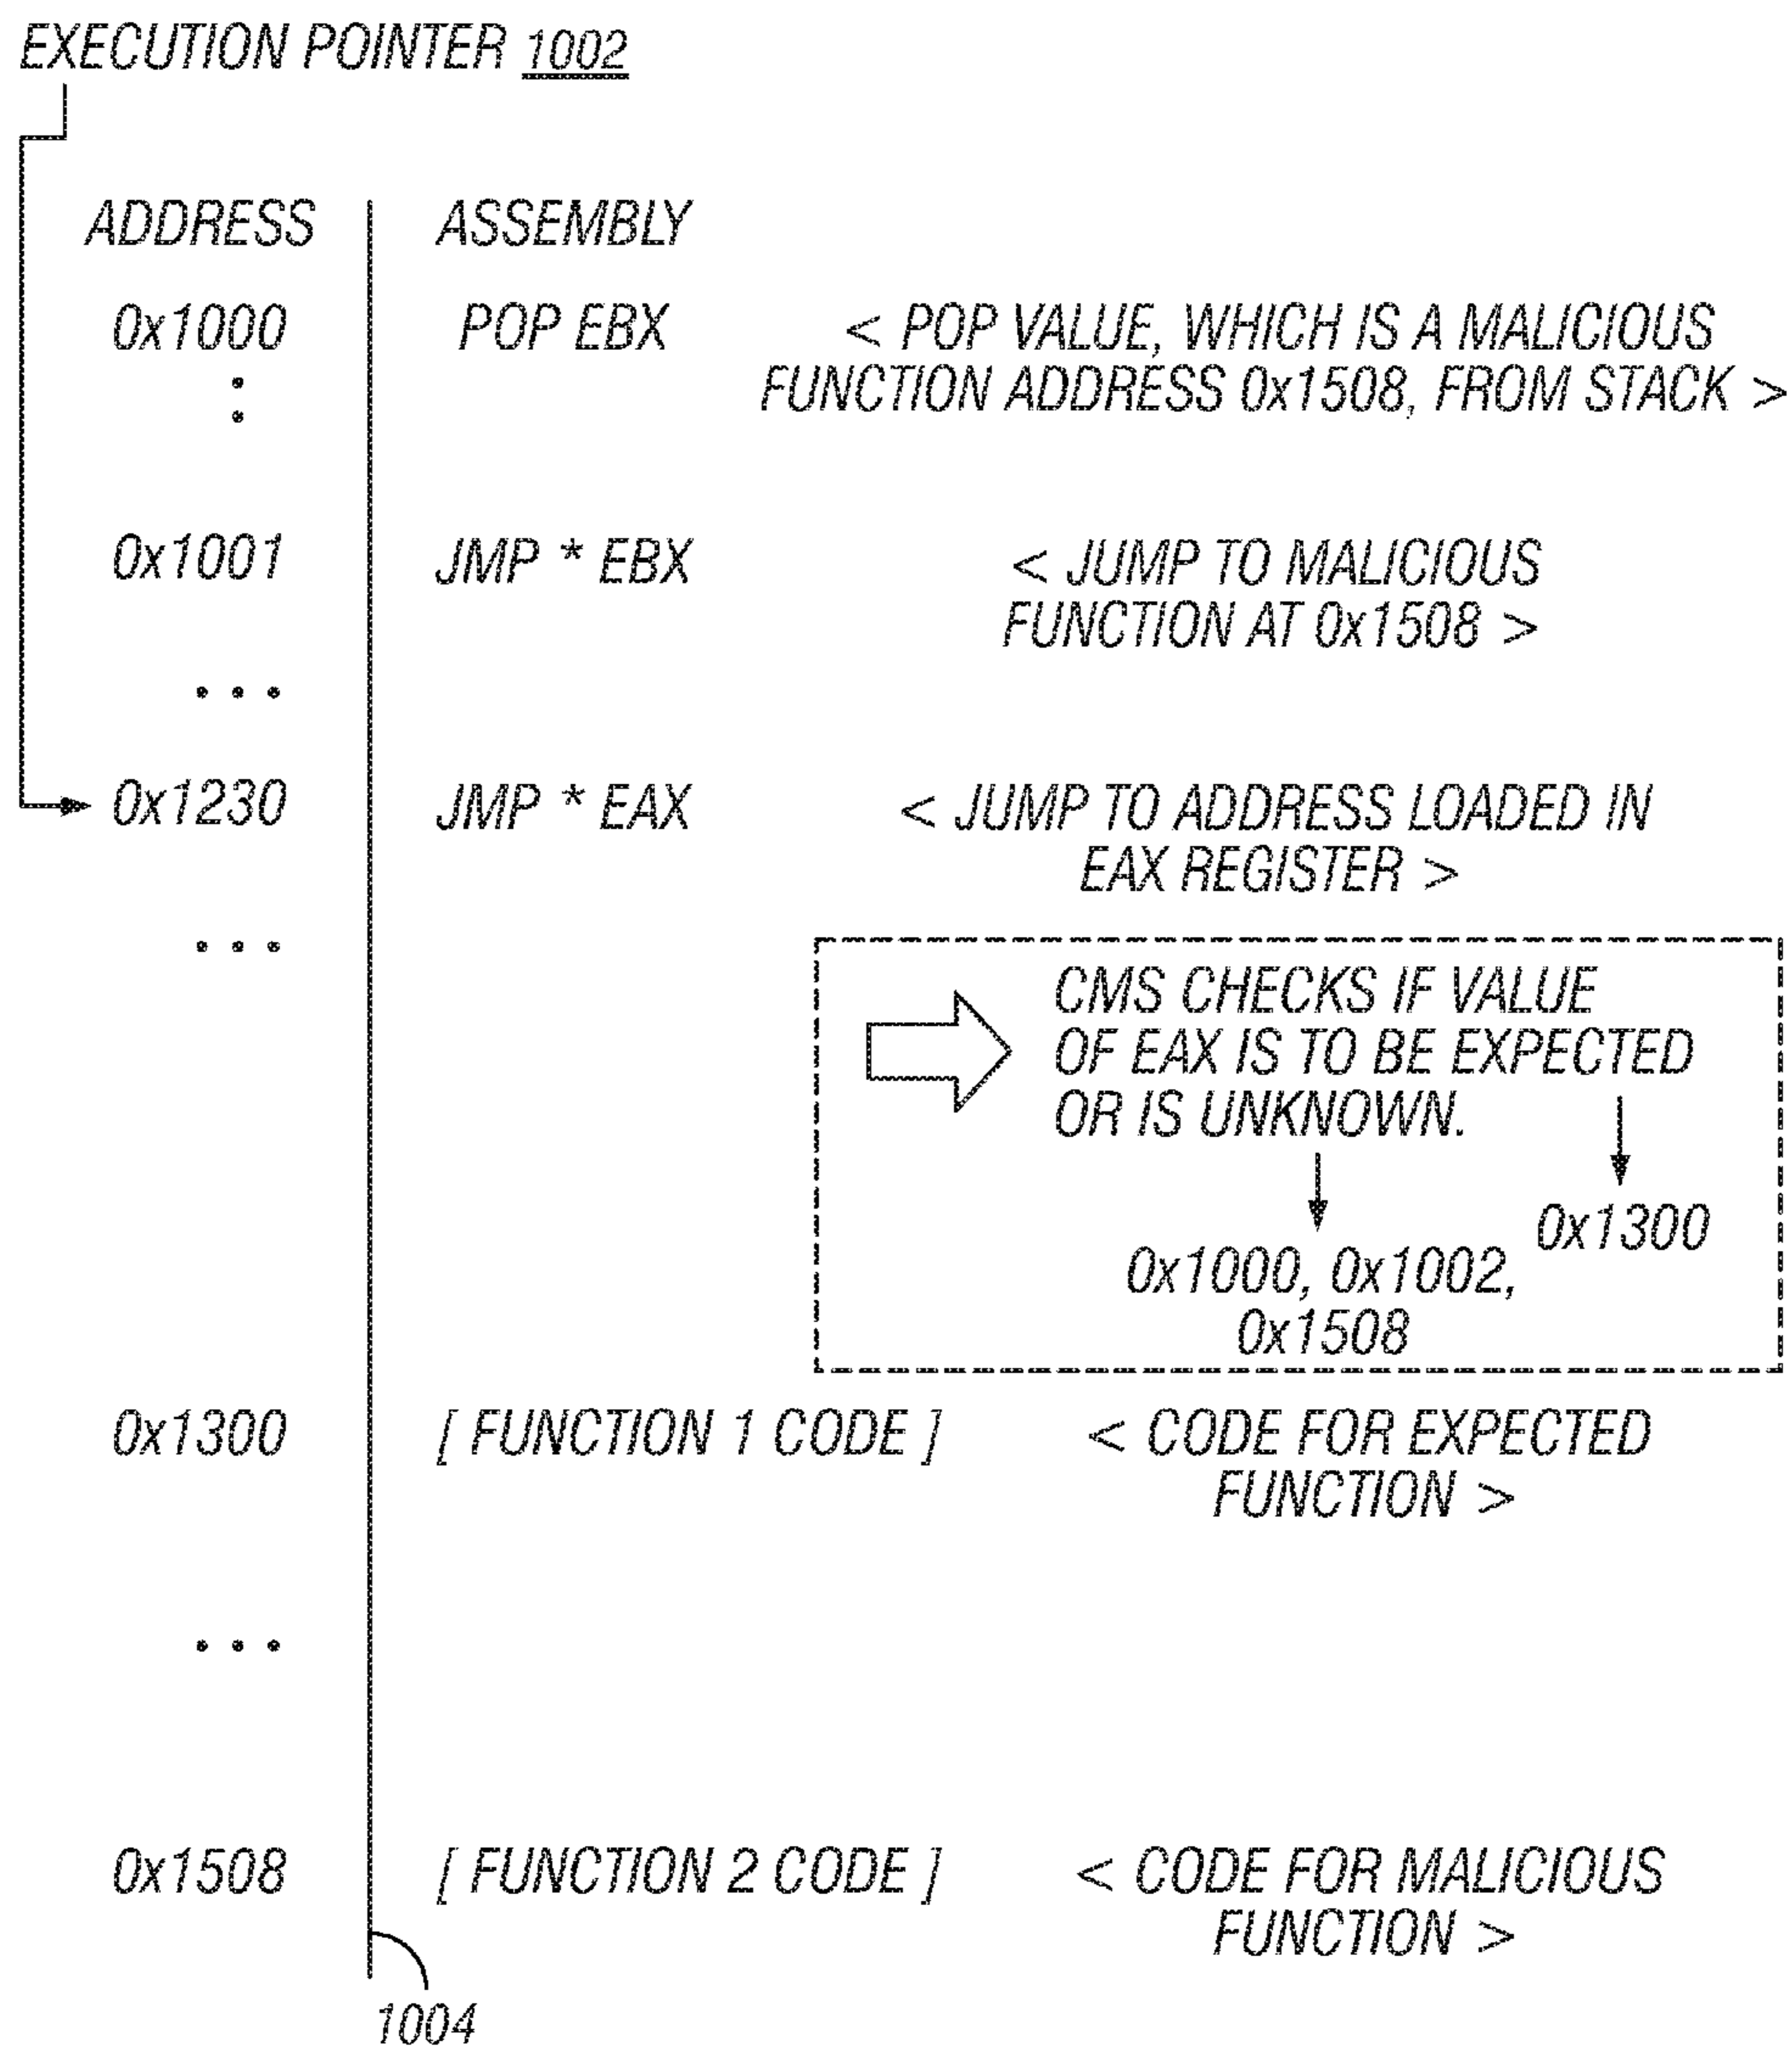 EXECUTION POINTER 1002
ADDRESS ASSEMBLY
0x1000 POP EBX < POP VALUE, WHICH IS A MALICIOUS
FUNCTION ADDRESS 0x1508, FROM STACK >
0x1001 JMP * EBX < JUMP TO MALICIOUS
FUNCTION AT 0x1508 >
...
0x1230 JMP * EAX < JUMP TO ADDRESS LOADED IN
EAX REGISTER >
...
CMS CHECKS IF VALUE
OF EAX IS TO BE EXPECTED
OR IS UNKNOWN.
0x1300
0x1000, 0x1002,
0x1508
0x1300 [ FUNCTION 1 CODE ] < CODE FOR EXPECTED
FUNCTION >
...
0x1508 [ FUNCTION 2 CODE ] < CODE FOR MALICIOUS
FUNCTION >
1004